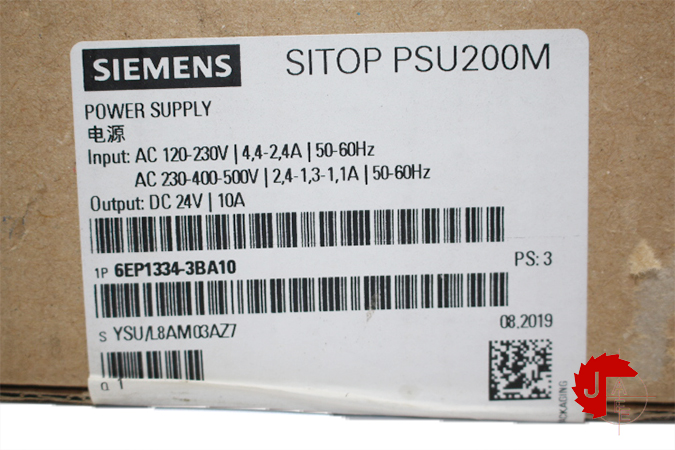 SIEMENS SITOP PSU200M
POWER SUPPLY
电源
Input: AC 120-230V | 4,4-2,4A | 50-60Hz
AC 230-400-500V | 2,4-1,3-1,1A | 50-60Hz
Output: DC 24V | 10A
1P 6EP1334-3BA10 PS: 3
S YSU/L8AM03AZ7 08.2019
Q 1
J